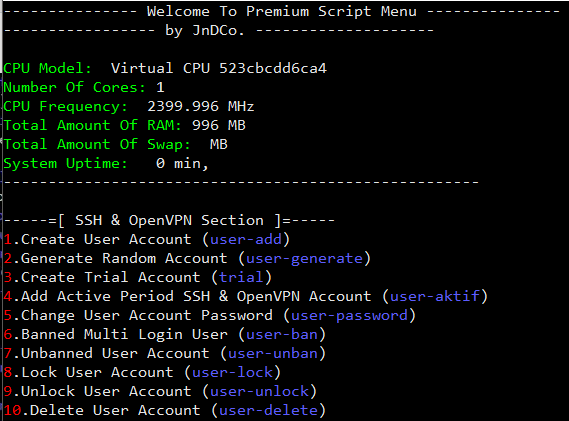 --------------- Welcome To Premium Script Menu ---------------
----------------- by JnDCo. --------------------
CPU Model:  Virtual CPU 523cbcdd6ca4
Number Of Cores: 1
CPU Frequency:  2399.996 MHz
Total Amount Of RAM: 996 MB
Total Amount Of Swap:  MB
System Uptime:   0 min,
-----------------------------------------------------
-----=[ SSH & OpenVPN Section ]=-----
1.Create User Account (user-add)
2.Generate Random Account (user-generate)
3.Create Trial Account (trial)
4.Add Active Period SSH & OpenVPN Account (user-aktif)
5.Change User Account Password (user-password)
6.Banned Multi Login User (user-ban)
7.Unbanned User Account (user-unban)
8.Lock User Account (user-lock)
9.Unlock User Account (user-unlock)
10.Delete User Account (user-delete)